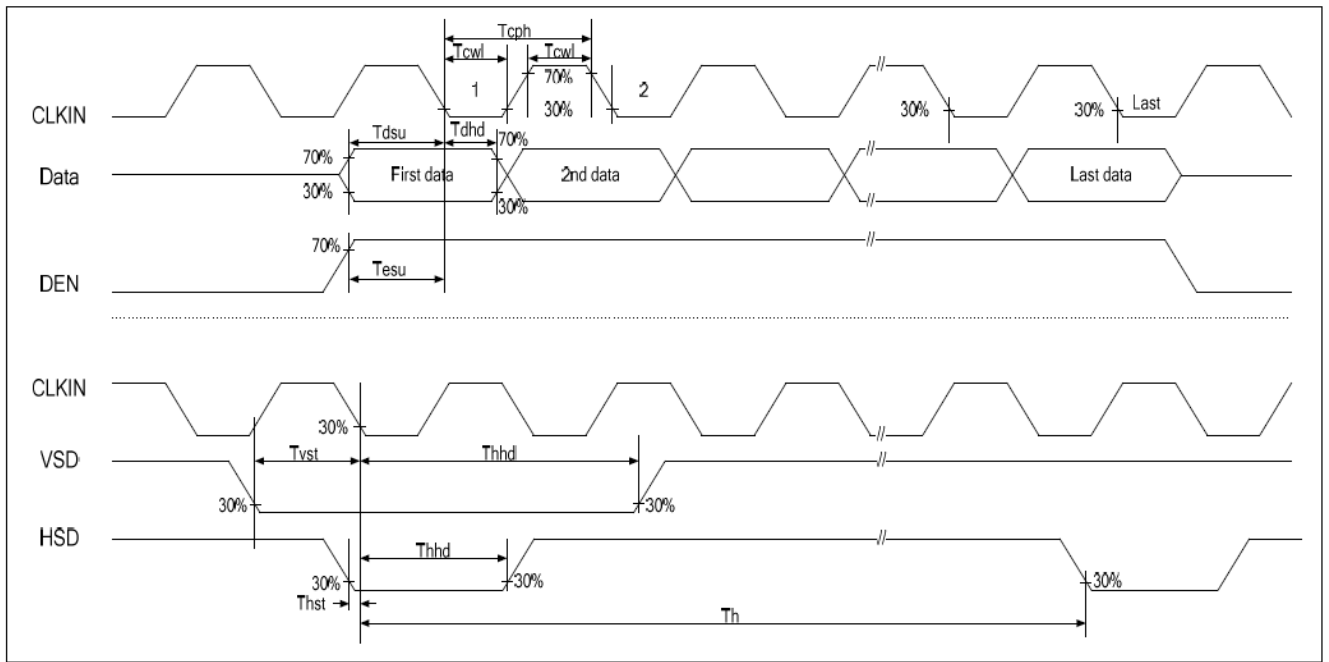 Tcph
Tcwl
Tcwl
70%
1
2
30%
30%
30%
Last
CLKIN
Tdsu
Tdhd
70%
70%
Data
First data
2nd data
//
Last data
30%
30%
70%
//
Tesu
DEN
CLKIN
30%
//
Tvst
Thhd
VSD
//
30%
30%
HSD
Thhd
//
30%
30%
30%
Thst
Th